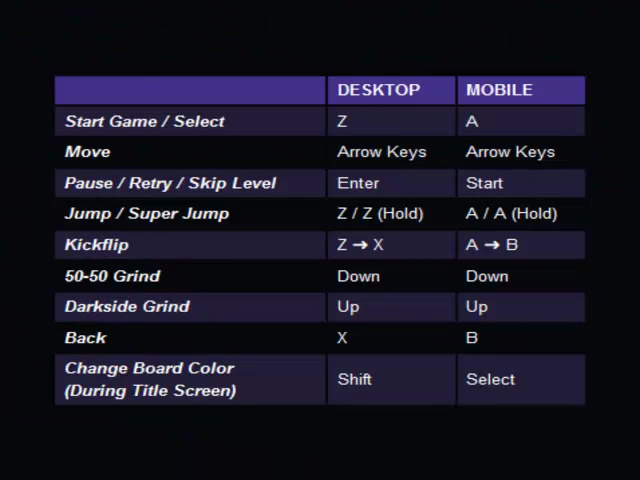 DESKTOP MOBILE
Start Game / Select Z A
Move Arrow Keys Arrow Keys
Pause / Retry / Skip Level Enter Start
Jump / Super Jump Z / Z (Hold) A / A (Hold)
Kickflip Z ➔ X A ➔ B
50-50 Grind Down Down
Darkside Grind Up Up
Back X B
Change Board Color
(During Title Screen) Shift Select